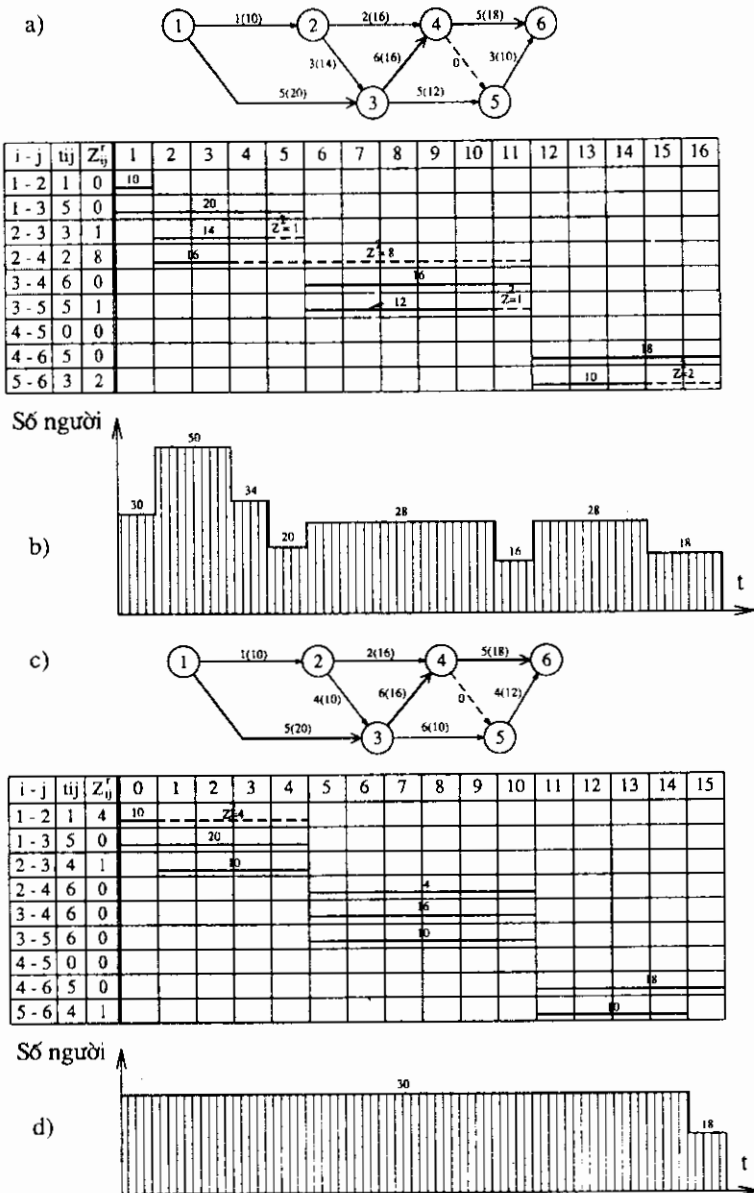 a)
1 1(10) 2 2(16) 4 5(18) 6
3(14) 6(16) 0 3(10)
5(20) 3 5(12) 5
i - j tij Z^r_ij 1 2 3 4 5 6 7 8 9 10 11 12 13 14 15 16
1 - 2 1 0 10
1 - 3 5 0 20
2 - 3 3 1 14 Z=1
2 - 4 2 8 16 Z=8
3 - 4 6 0 16
3 - 5 5 1 12 Z=1
4 - 5 0 0
4 - 6 5 0 18
5 - 6 3 2 10 Z=2
Số người
50
30 34 20 28 16 28 18
b)
t
c)
1 1(10) 2 2(16) 4 5(18) 6
4(10) 6(16) 0 4(12)
5(20) 3 6(10) 5
i - j tij Z^r_ij 0 1 2 3 4 5 6 7 8 9 10 11 12 13 14 15
1 - 2 1 4 10 Z=4
1 - 3 5 0 20
2 - 3 4 1 10
2 - 4 6 0 4
3 - 4 6 0 16
3 - 5 6 0 10
4 - 5 0 0
4 - 6 5 0 18
5 - 6 4 1 10
Số người
30
18
d)
t